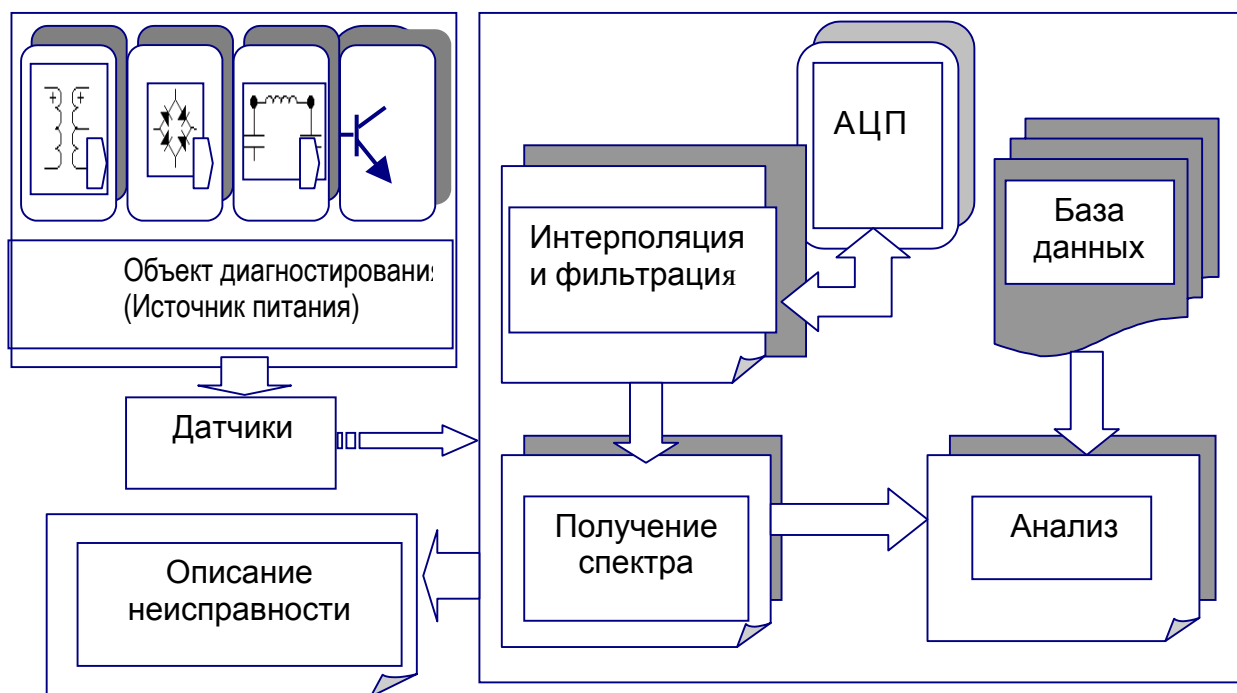 + +
Объект диагностировани
(Источник питания)
Датчики
Описание
неисправности
АЦП
Интерполяция
и фильтрация
База
данных
Получение
спектра
Анализ